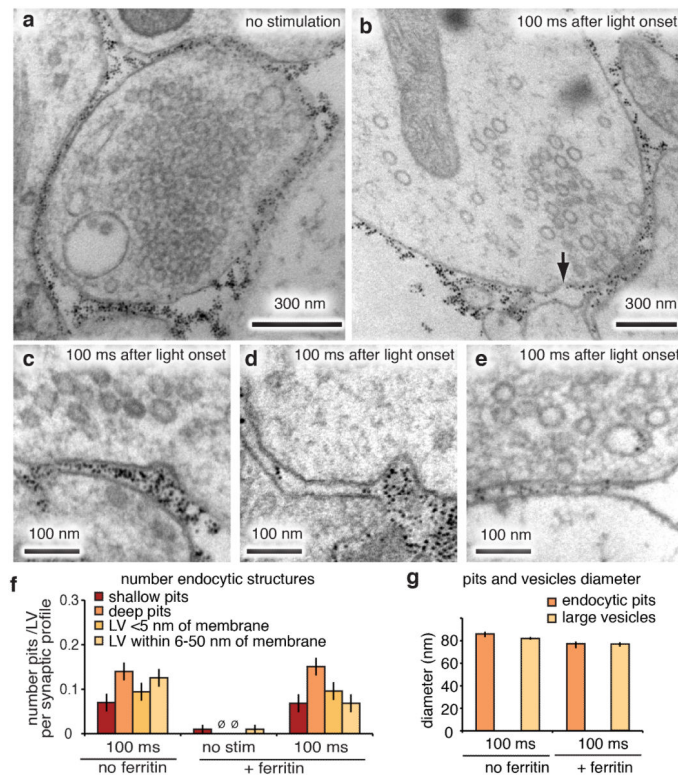 a
no stimulation
300 nm
b
100 ms after light onset
300 nm
c
100 ms after light onset
100 nm
d
100 ms after light onset
100 nm
e
100 ms after light onset
100 nm
f
number endocytic structures
shallow pits
deep pits
LV <5 nm of membrane
LV within 6-50 nm of membrane
number pits /LV
per synaptic profile
0.3
0.2
0.1
0
ø ø
100 ms
no stim
100 ms
no ferritin
+ ferritin
g
pits and vesicles diameter
endocytic pits
large vesicles
diameter (nm)
80
60
40
20
0
100 ms
100 ms
no ferritin
+ ferritin